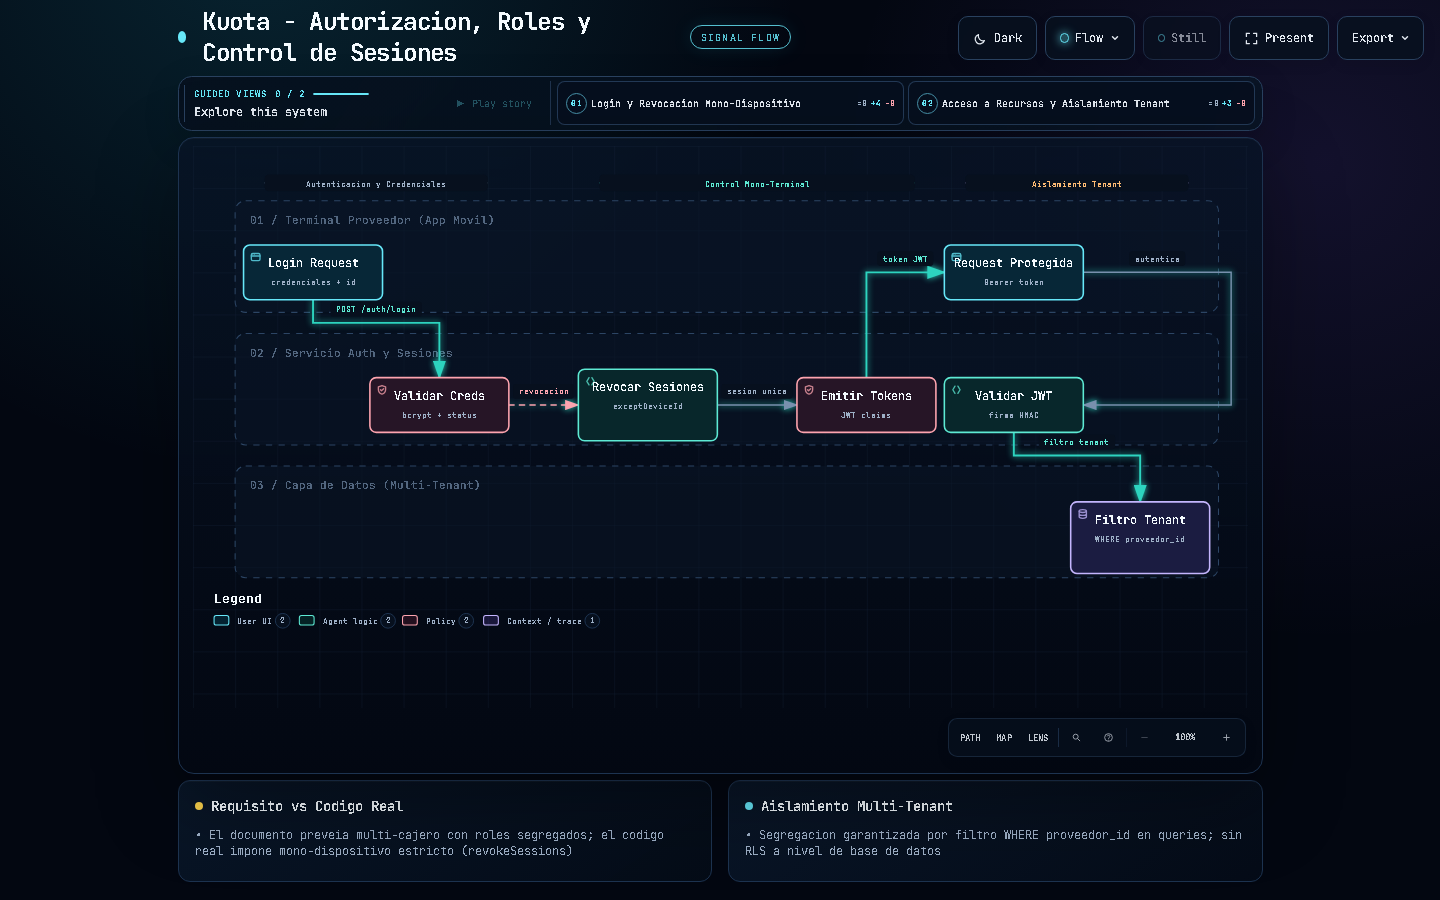 Kuota - Autorizacion, Roles y
Control de Sesiones
SIGNAL FLOW
Dark
Flow
Still
Present
Export
GUIDED VIEWS 0 / 2
Explore this system
Play story
01 Login y Revocacion Mono-Dispositivo =0 +4 -0
02 Acceso a Recursos y Aislamiento Tenant =0 +3 -0
Autenticacion y Credenciales
Control Mono-Terminal
Aislamiento Tenant
01 / Terminal Proveedor (App Movil)
Login Request
credenciales + id
token JWT
Request Protegida
Bearer token
autentica
POST /auth/login
02 / Servicio Auth y Sesiones
Validar Creds
bcrypt + status
revocacion
Revocar Sesiones
exceptDeviceId
sesion unica
Emitir Tokens
JWT claims
Validar JWT
firma HMAC
filtro tenant
03 / Capa de Datos (Multi-Tenant)
Filtro Tenant
WHERE proveedor_id
Legend
User UI 2
Agent logic 2
Policy 2
Context / trace 1
PATH MAP LENS 100%
Requisito vs Codigo Real
• El documento preveia multi-cajero con roles segregados; el codigo
real impone mono-dispositivo estricto (revokeSessions)
Aislamiento Multi-Tenant
• Segregacion garantizada por filtro WHERE proveedor_id en queries; sin
RLS a nivel de base de datos